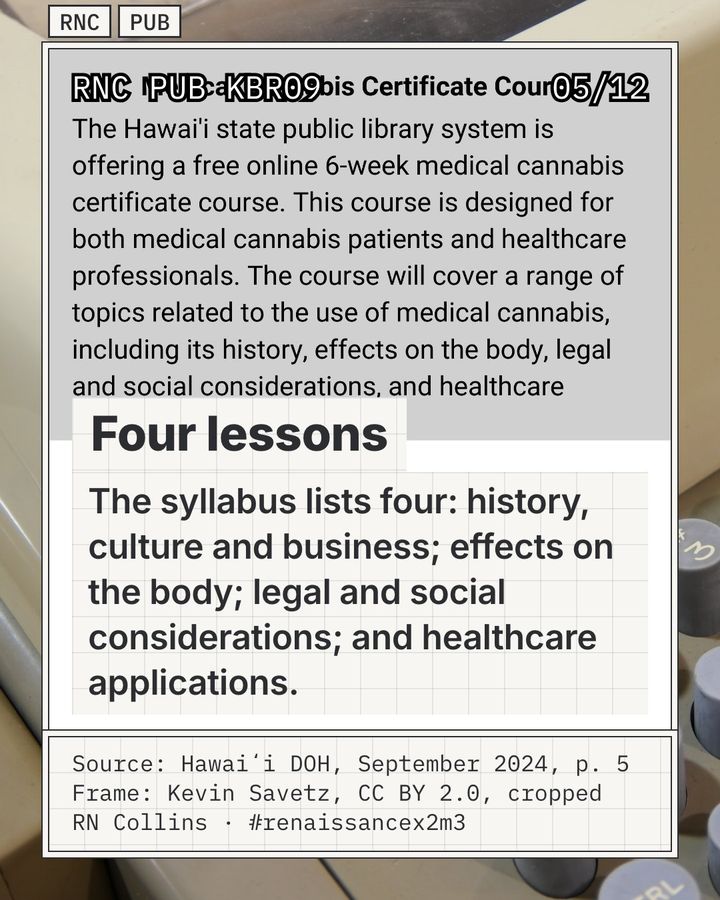 RNC PUB
RNC PUB KBR09 bis Certificate Cour 05/12
The Hawai'i state public library system is
offering a free online 6-week medical cannabis
certificate course. This course is designed for
both medical cannabis patients and healthcare
professionals. The course will cover a range of
topics related to the use of medical cannabis,
including its history, effects on the body, legal
and social considerations, and healthcare
Four lessons
The syllabus lists four: history,
culture and business; effects on
the body; legal and social
considerations; and healthcare
applications.
Source: Hawaiʻi DOH, September 2024, p. 5
Frame: Kevin Savetz, CC BY 2.0, cropped
RN Collins · #renaissancex2m3
3